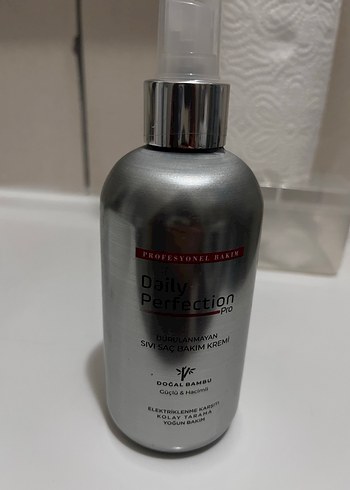 PROFESYONEL BAKIM
Daily
Perfection
Pro
DURULANMAYAN
SIVI SAÇ BAKIM KREMİ
DOĞAL BAMBU
Güçlü & Hacimli
ELEKTRİKLENME KARŞITI
KOLAY TARAMA
YOĞUN BAKIM